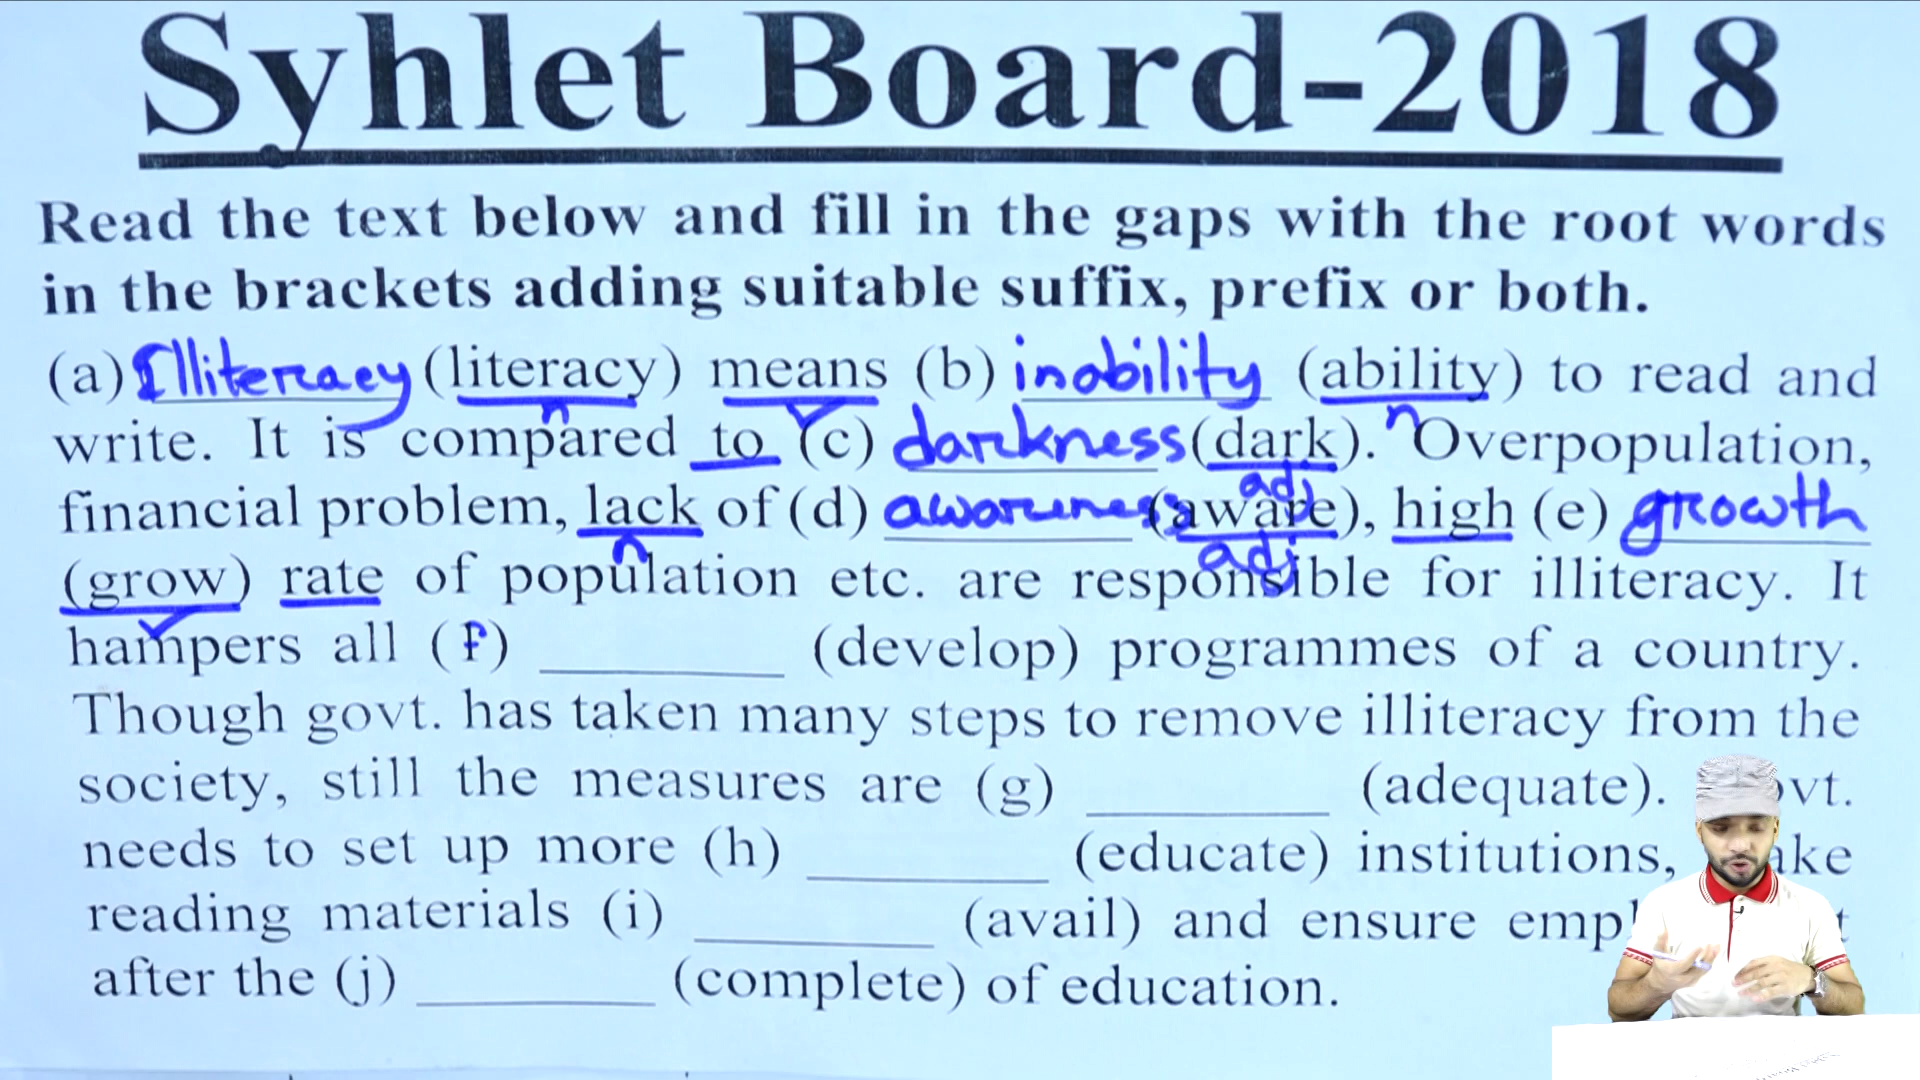 Syhlet Board-2018
Read the text below and fill in the gaps with the root words
in the brackets adding suitable suffix, prefix or both.
(a) Illiteracy (literacy) means (b) inability (ability) to read and
n n
write. It is compared to (c) darkness (dark). Overpopulation,
adj
financial problem, lack of (d) awareness (aware), high (e) growth
n adj
(grow) rate of population etc. are responsible for illiteracy. It
hampers all (f) ________ (develop) programmes of a country.
Though govt. has taken many steps to remove illiteracy from the
society, still the measures are (g) ________ (adequate).
needs to set up more (h) ________ (educate) institutions,
reading materials (i) ________ (avail) and ensure
after the (j) ________ (complete) of education.